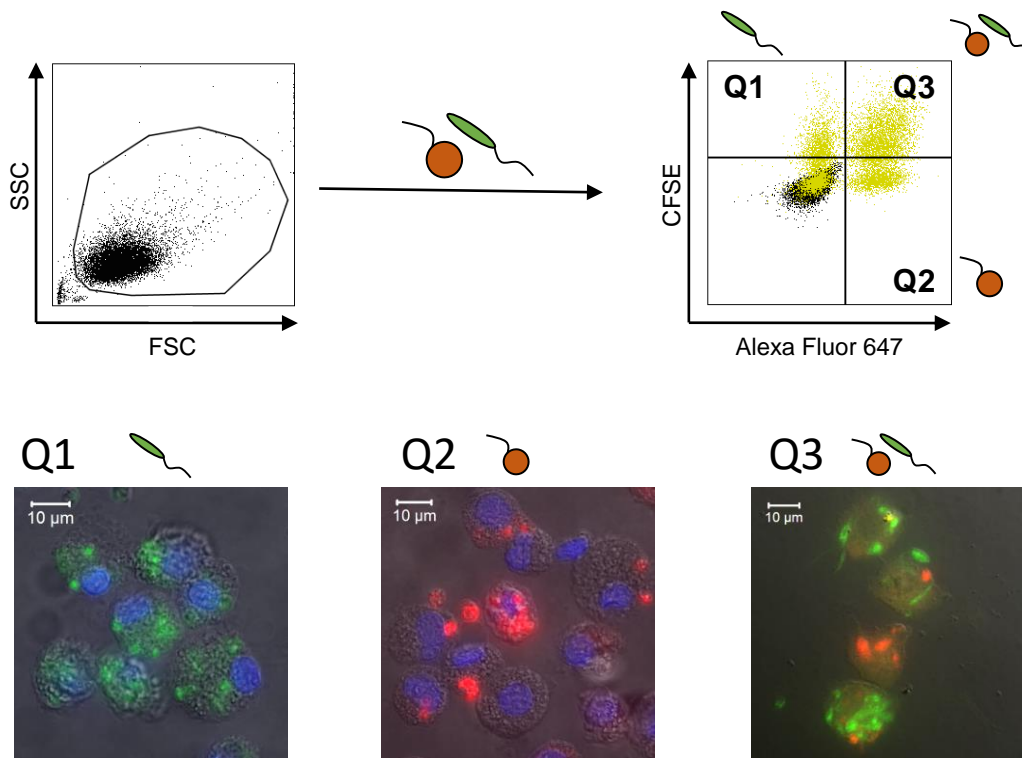 SSC
FSC
Q1
Q3
Q2
CFSE
Alexa Fluor 647
Q1
Q2
Q3
10 µm
10 µm
10 µm